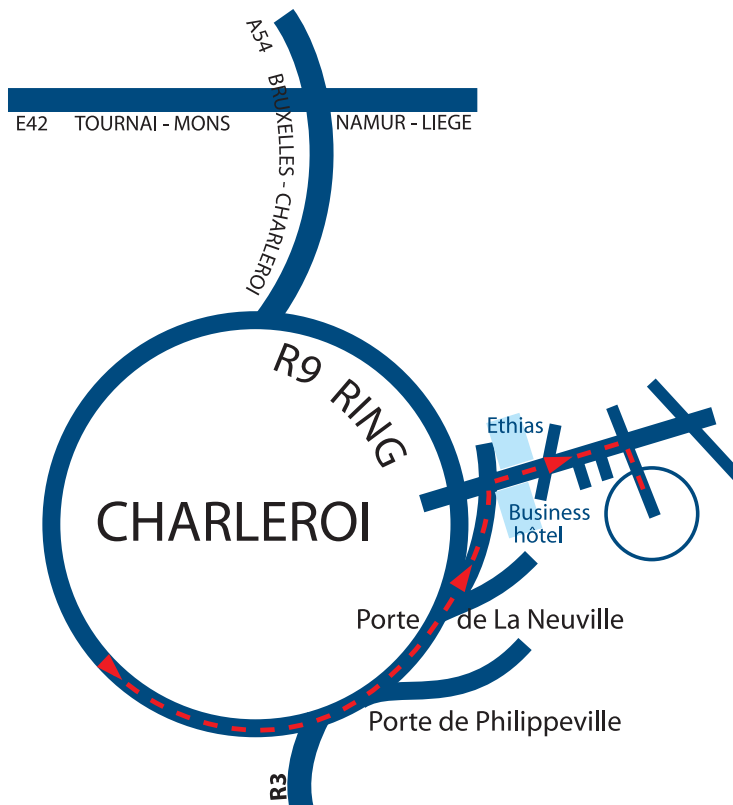 A54 BRUXELLES - CHARLEROI
E42 TOURNAI - MONS NAMUR - LIEGE
R9 RING
Ethias
CHARLEROI
Business
hôtel
Porte de La Neuville
Porte de Philippeville
R3